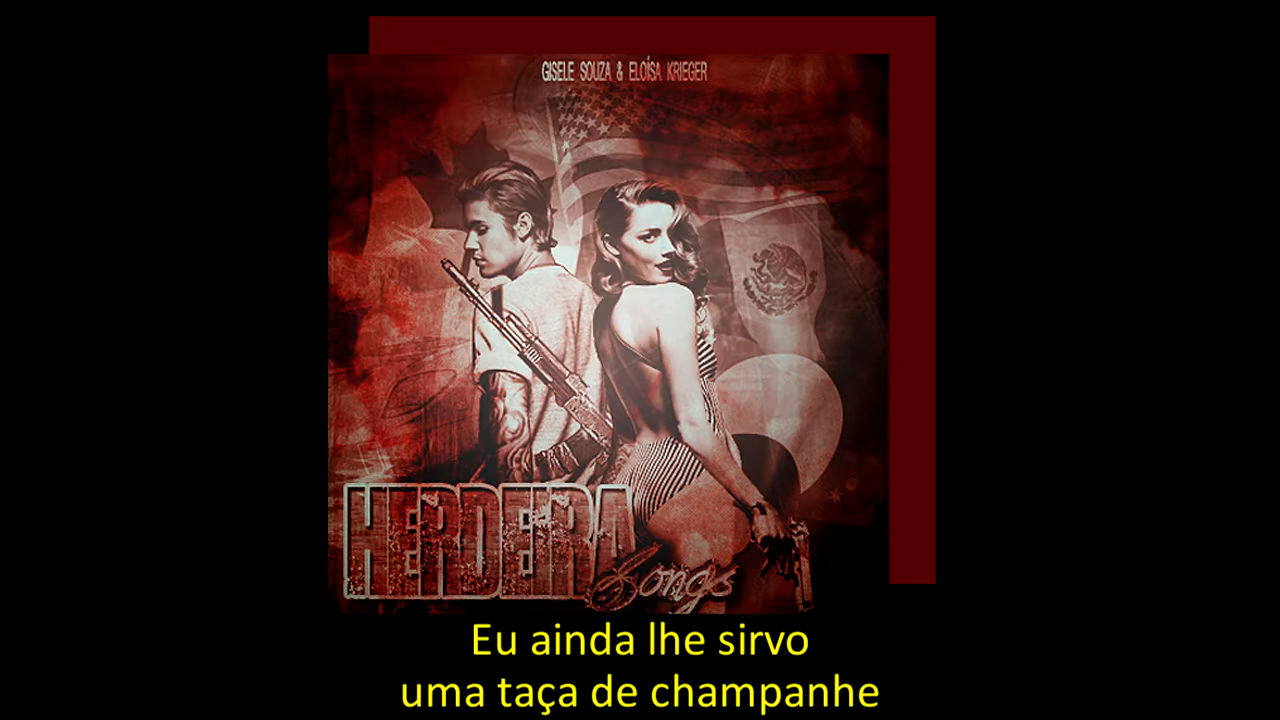 GISELE SOUZA & ELOÍSA KRIEGER
HERDEIRA
Songs
Eu ainda lhe sirvo
uma taça de champanhe